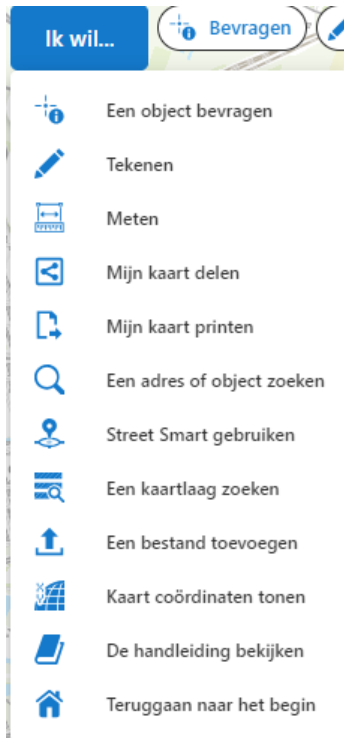 Ik wil...
Bevragen
Een object bevragen
Tekenen
Meten
Mijn kaart delen
Mijn kaart printen
Een adres of object zoeken
Street Smart gebruiken
Een kaartlaag zoeken
Een bestand toevoegen
Kaart coördinaten tonen
De handleiding bekijken
Teruggaan naar het begin